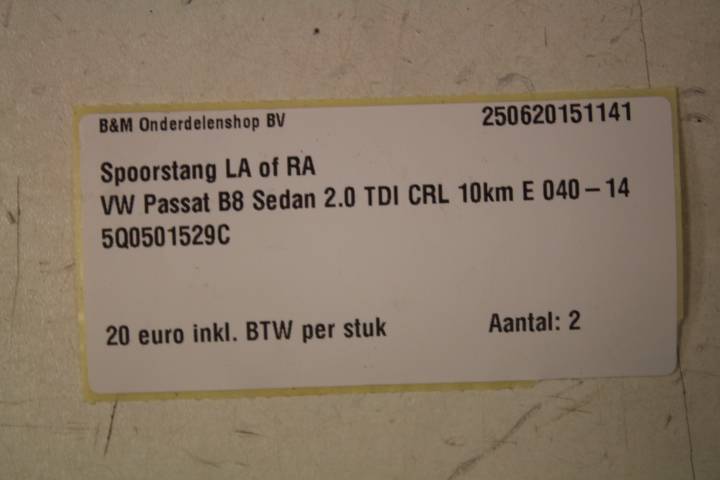 B&M Onderdelenshop BV 250620151141
Spoorstang LA of RA
VW Passat B8 Sedan 2.0 TDI CRL 10km E 040 – 14
5Q0501529C
20 euro inkl. BTW per stuk Aantal: 2